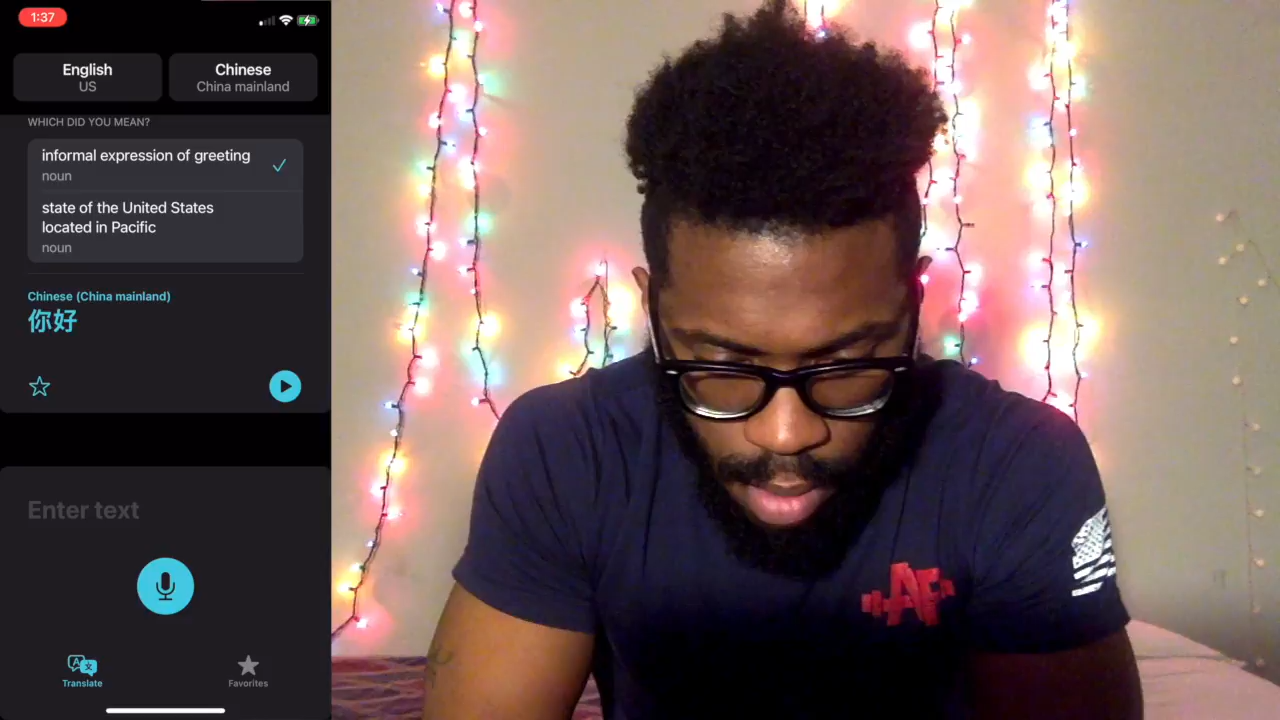 1:37
English
US
Chinese
China mainland
WHICH DID YOU MEAN?
informal expression of greeting
noun
state of the United States
located in Pacific
noun
Chinese (China mainland)
你好
Enter text
Translate
Favorites
AF